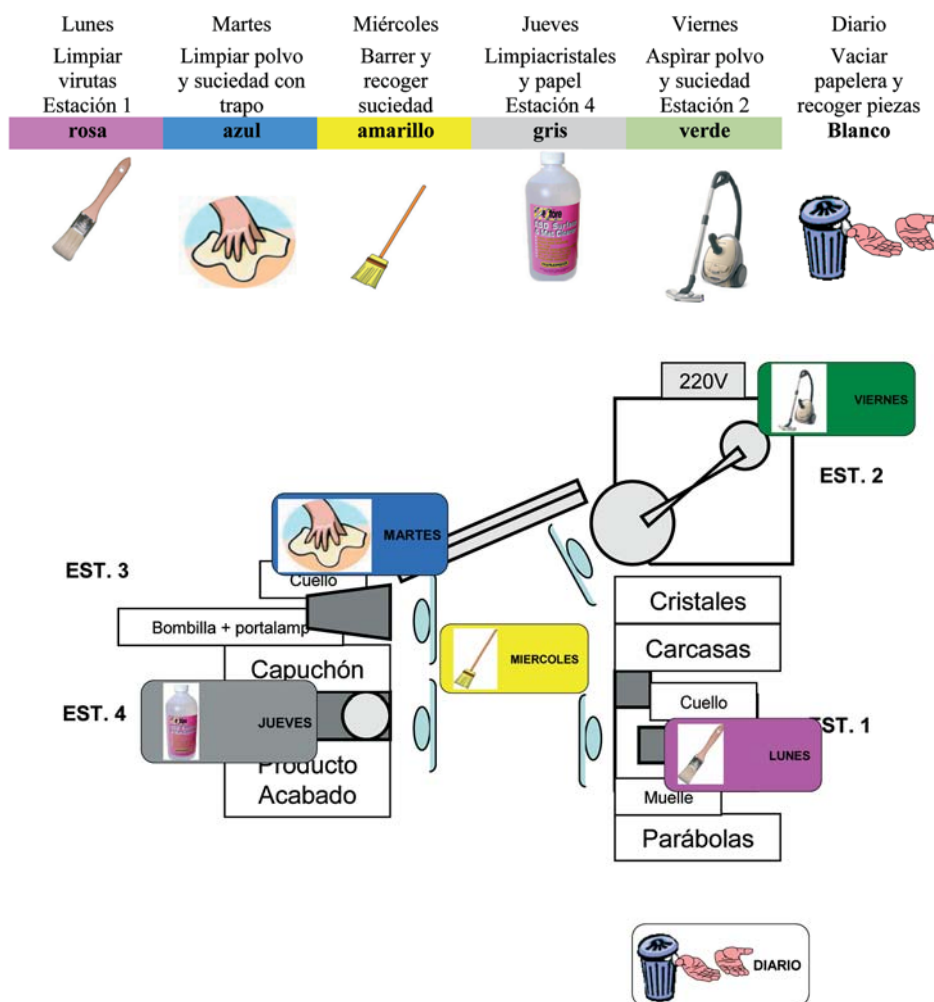 Lunes
Martes
Miércoles
Jueves
Viernes
Diario
Limpiar
virutas
Estación 1
Limpiar polvo
y suciedad con
trapo
Barrer y
recoger
suciedad
Limpiacristales
y papel
Estación 4
Aspirar polvo
y suciedad
Estación 2
Vaciar
papelera y
recoger piezas
rosa
azul
amarillo
gris
verde
Blanco
220V
VIERNES
EST. 2
MARTES
EST. 3
Cuello
Cristales
Bombilla + portalamp
Carcasas
MIERCOLES
Capuchón
Cuello
EST. 4
JUEVES
EST. 1
LUNES
Producto
Acabado
Muelle
Parábolas
DIARIO